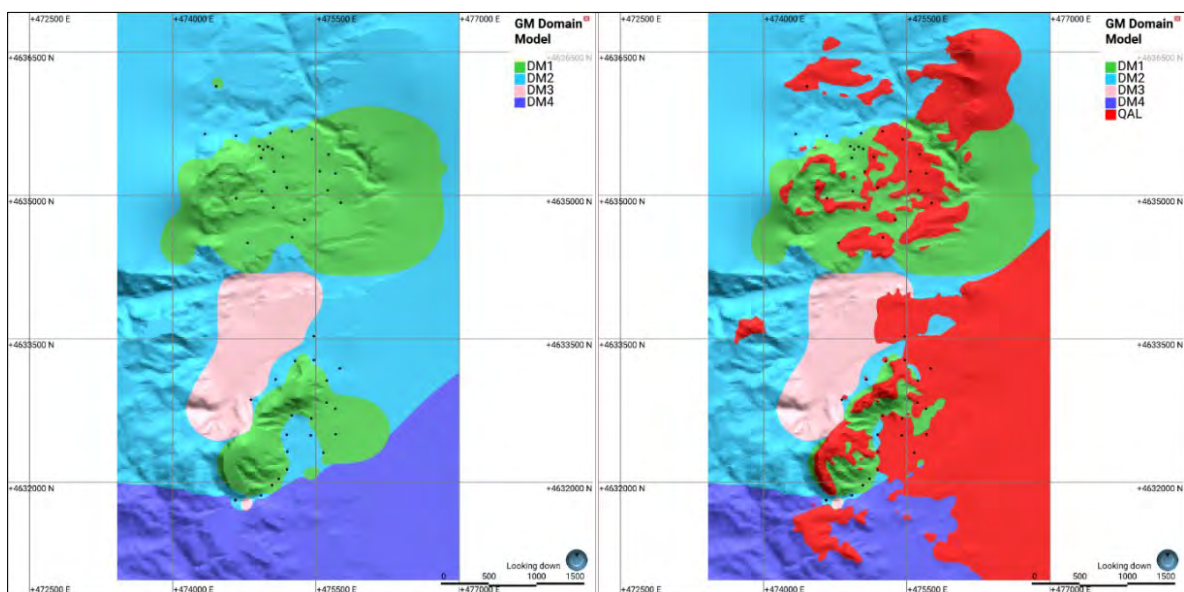 +472500 E
+474000 E
+475500 E
+477000 E
GM Domain
Model
+4636500 N
+4636500 N
DM1
DM2
DM3
DM4
+4635000 N
+4635000 N
+4633500 N
+4633500 N
+4632000 N
+4632000 N
Looking down
0 500 1000 1500
+472500 E
+474000 E
+475500 E
+477000 E
+472500 E
+474000 E
+475500 E
+477000 E
GM Domain
Model
+4636500 N
+4636500 N
DM1
DM2
DM3
DM4
QAL
+4635000 N
+4635000 N
+4633500 N
+4633500 N
+4632000 N
+4632000 N
Looking down
0 500 1000 1500
+472500 E
+474000 E
+475500 E
+477000 E